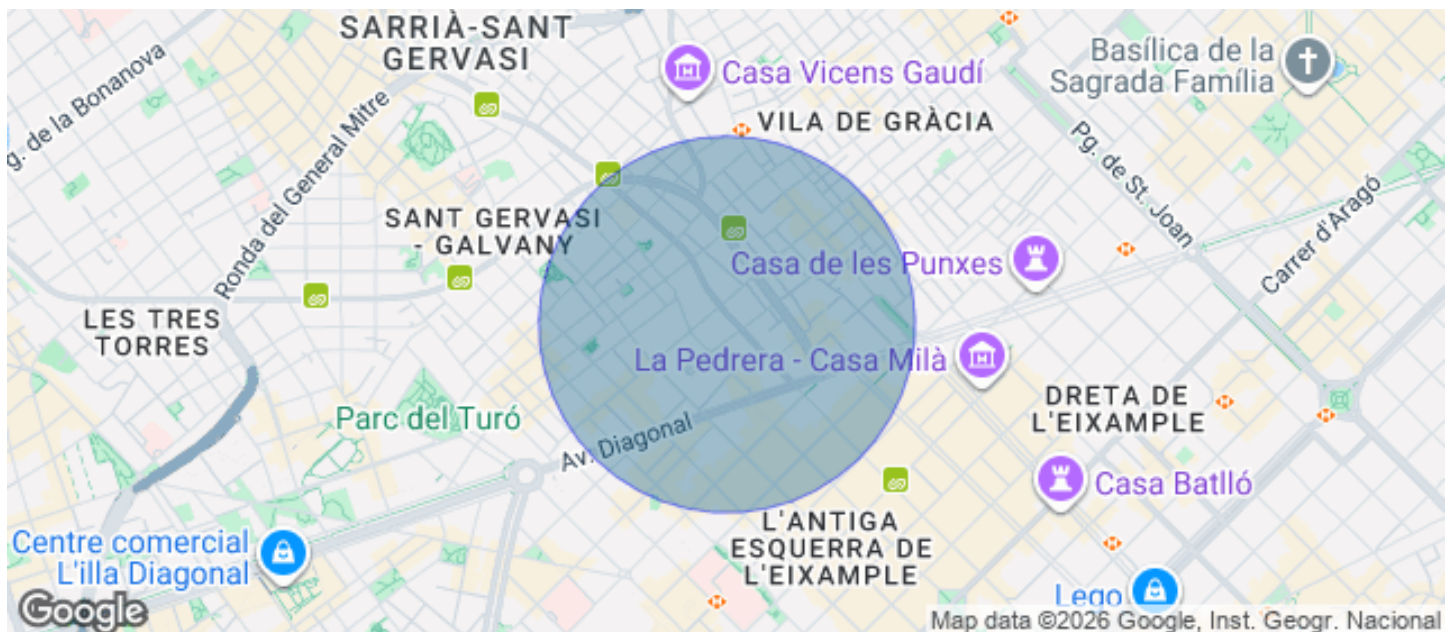 SARRIÀ-SANT
GERVASI
g. de la Bonanova
Ronda del General Mitre
Casa Vicens Gaudí
VILA DE GRÀCIA
Basílica de la
Sagrada Família
Pg. de St. Joan
Carrer d'Aragó
SANT GERVASI
- GALVANY
Casa de les Punxes
LES TRES
TORRES
La Pedrera - Casa Milà
Parc del Turó
Av. Diagonal
DRETA DE
L'EIXAMPLE
Casa Batlló
Centre comercial
L'illa Diagonal
L'ANTIGA
ESQUERRA DE
L'EIXAMPLE
Lego
Google
Map data ©2026 Google, Inst. Geogr. Nacional